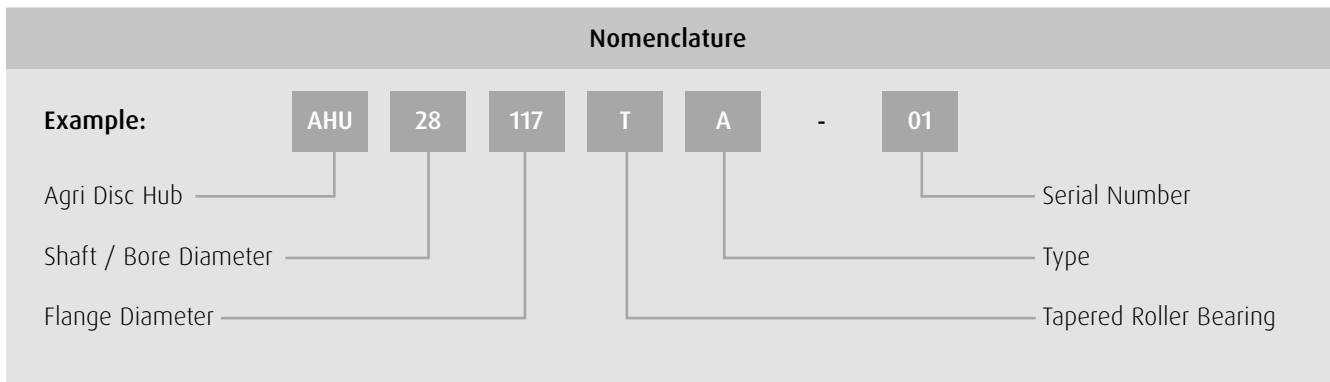 Nomenclature
Example: AHU 28 117 T A - 01
Agri Disc Hub Serial Number
Shaft / Bore Diameter Type
Flange Diameter Tapered Roller Bearing